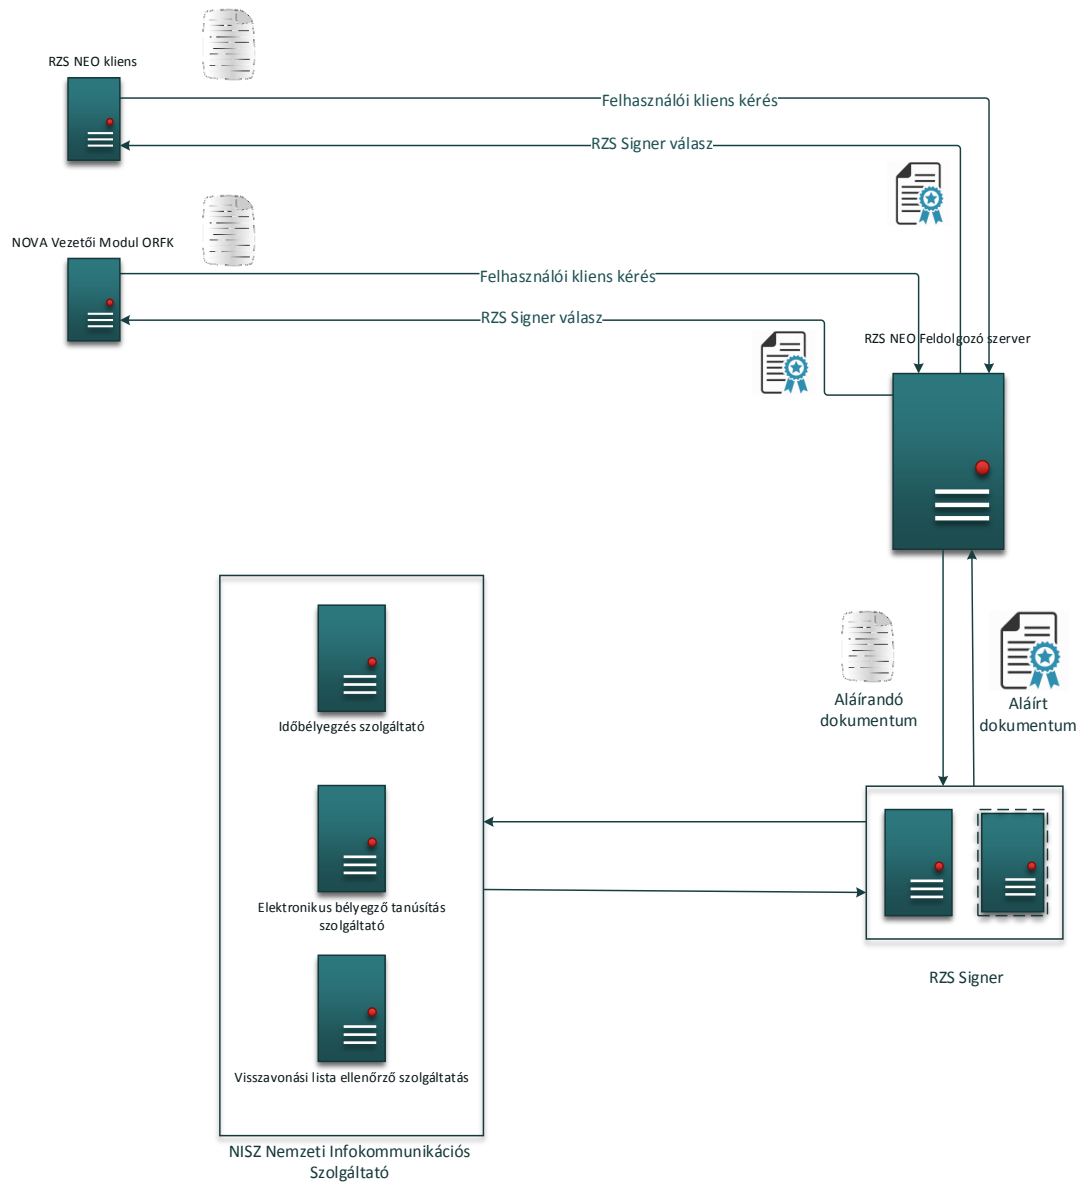 RZS NEO kliens
Felhasználói kliens kérés
RZS Signer válasz
NOVA Vezetői Modul ORFK
Felhasználói kliens kérés
RZS Signer válasz
RZS NEO Feldolgozó szerver
Aláírandó
dokumentum
Aláírt
dokumentum
Időbélyegzés szolgáltató
Elektronikus bélyegző tanúsítás
szolgáltató
RZS Signer
Visszavonási lista ellenőrző szolgáltatás
NISZ Nemzeti Infokommunikációs
Szolgáltató